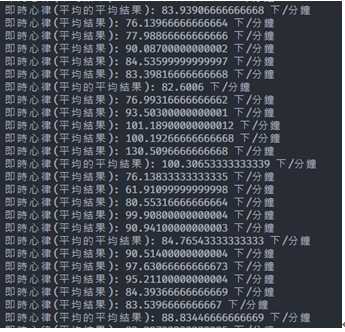 即時心律(平均的平均結果): 83.93906666666668 下/分鐘
即時心律(平均結果): 76.13966666666664 下/分鐘
即時心律(平均結果): 77.98866666666666 下/分鐘
即時心律(平均結果): 90.08700000000002 下/分鐘
即時心律(平均結果): 84.53599999999997 下/分鐘
即時心律(平均結果): 83.39816666666668 下/分鐘
即時心律(平均的平均結果): 82.6006 下/分鐘
即時心律(平均結果): 76.99316666666662 下/分鐘
即時心律(平均結果): 93.50300000000001 下/分鐘
即時心律(平均結果): 101.18900000000012 下/分鐘
即時心律(平均結果): 100.19266666666668 下/分鐘
即時心律(平均結果): 130.50966666666668 下/分鐘
即時心律(平均的平均結果): 100.30653333333339 下/分鐘
即時心律(平均結果): 76.13833333333335 下/分鐘
即時心律(平均結果): 61.91099999999998 下/分鐘
即時心律(平均結果): 80.55316666666664 下/分鐘
即時心律(平均結果): 99.90800000000004 下/分鐘
即時心律(平均結果): 90.94100000000003 下/分鐘
即時心律(平均的平均結果): 84.76543333333333 下/分鐘
即時心律(平均結果): 90.51400000000004 下/分鐘
即時心律(平均結果): 97.63066666666673 下/分鐘
即時心律(平均結果): 95.21100000000004 下/分鐘
即時心律(平均結果): 84.39366666666669 下/分鐘
即時心律(平均結果): 83.5396666666667 下/分鐘
即時心律(平均的平均結果): 88.83446666666669 下/分鐘